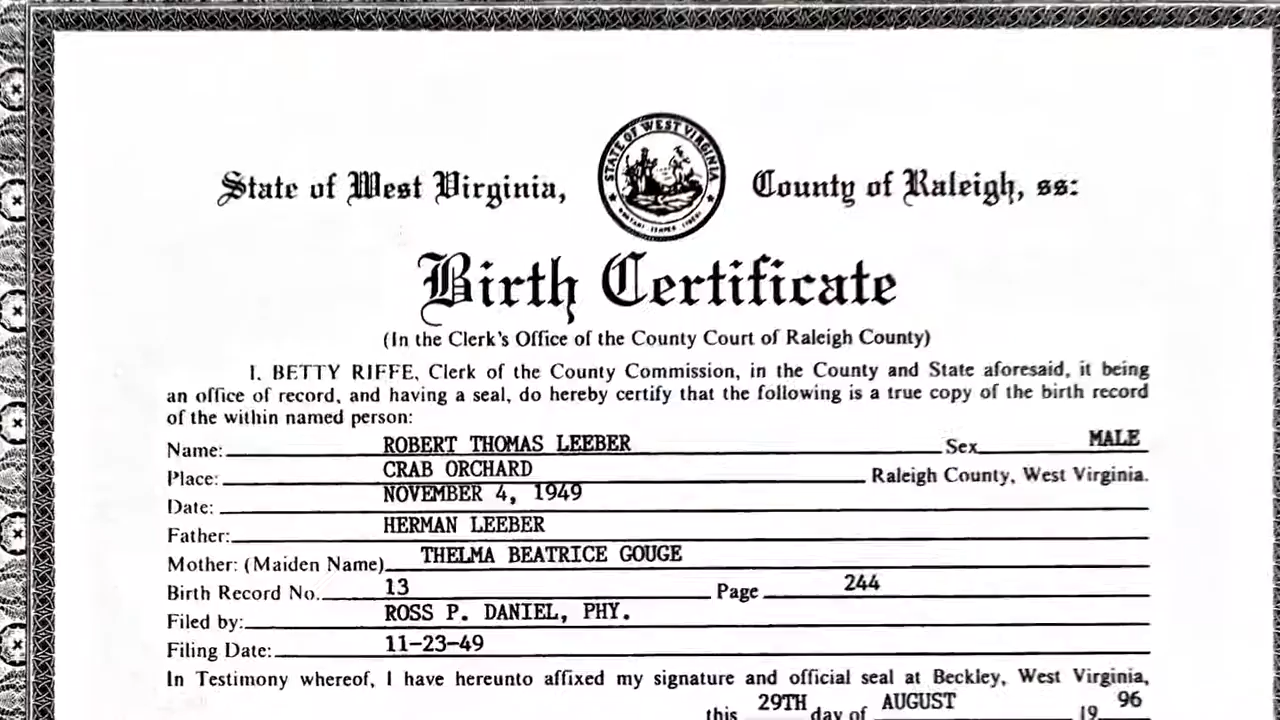 State of West Virginia,
STATE OF WEST VIRGINIA
County of Raleigh, ss:
Birth Certificate
(In the Clerk's Office of the County Court of Raleigh County)
I, BETTY RIFFE, Clerk of the County Commission, in the County and State aforesaid, it being
an office of record, and having a seal, do hereby certify that the following is a true copy of the birth record
of the within named person:
Name: ROBERT THOMAS LEEBER Sex MALE
Place: CRAB ORCHARD Raleigh County, West Virginia.
Date: NOVEMBER 4, 1949
Father: HERMAN LEEBER
Mother: (Maiden Name) THELMA BEATRICE GOUGE
Birth Record No. 13 Page 244
Filed by: ROSS P. DANIEL, PHY.
Filing Date: 11-23-49
In Testimony whereof, I have hereunto affixed my signature and official seal at Beckley, West Virginia,
this 29TH day of AUGUST 19 96